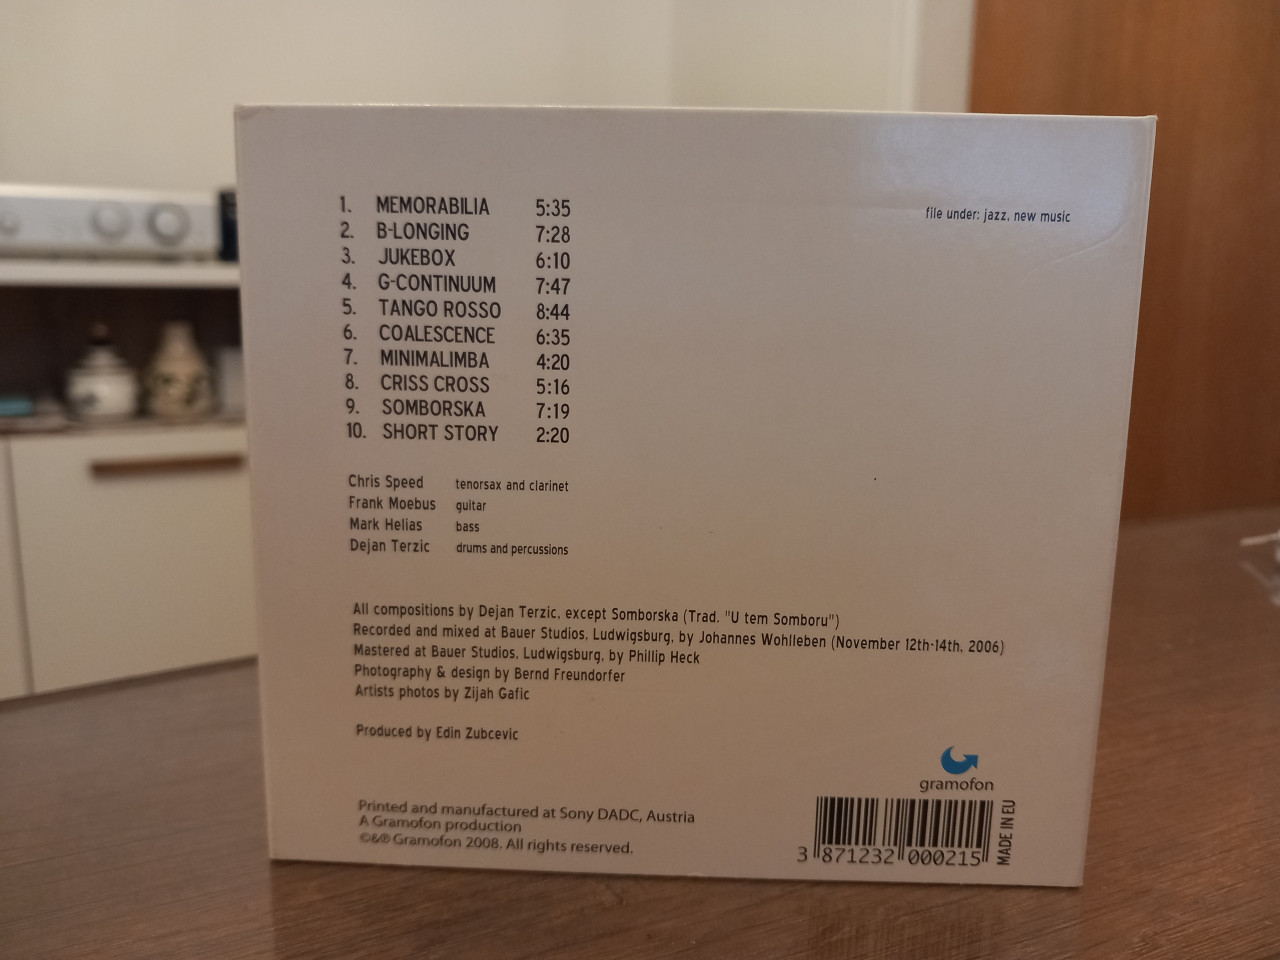 1. MEMORABILIA 5:35
2. B-LONGING 7:28
3. JUKEBOX 6:10
4. G-CONTINUUM 7:47
5. TANGO ROSSO 8:44
6. COALESCENCE 6:35
7. MINIMALIMBA 4:20
8. CRISS CROSS 5:16
9. SOMBORSKA 7:19
10. SHORT STORY 2:20
file under: jazz, new music
Chris Speed tenorsax and clarinet
Frank Moebus guitar
Mark Helias bass
Dejan Terzic drums and percussions
All compositions by Dejan Terzic, except Somborska (Trad. "U tem Somboru")
Recorded and mixed at Bauer Studios, Ludwigsburg, by Johannes Wohlleben (November 12th-14th, 2006)
Mastered at Bauer Studios, Ludwigsburg, by Phillip Heck
Photography & design by Bernd Freundorfer
Artists photos by Zijah Gafic
Produced by Edin Zubcevic
Printed and manufactured at Sony DADC, Austria
A Gramofon production
©&℗ Gramofon 2008. All rights reserved.
gramofon
3 871232 000215
MADE IN EU